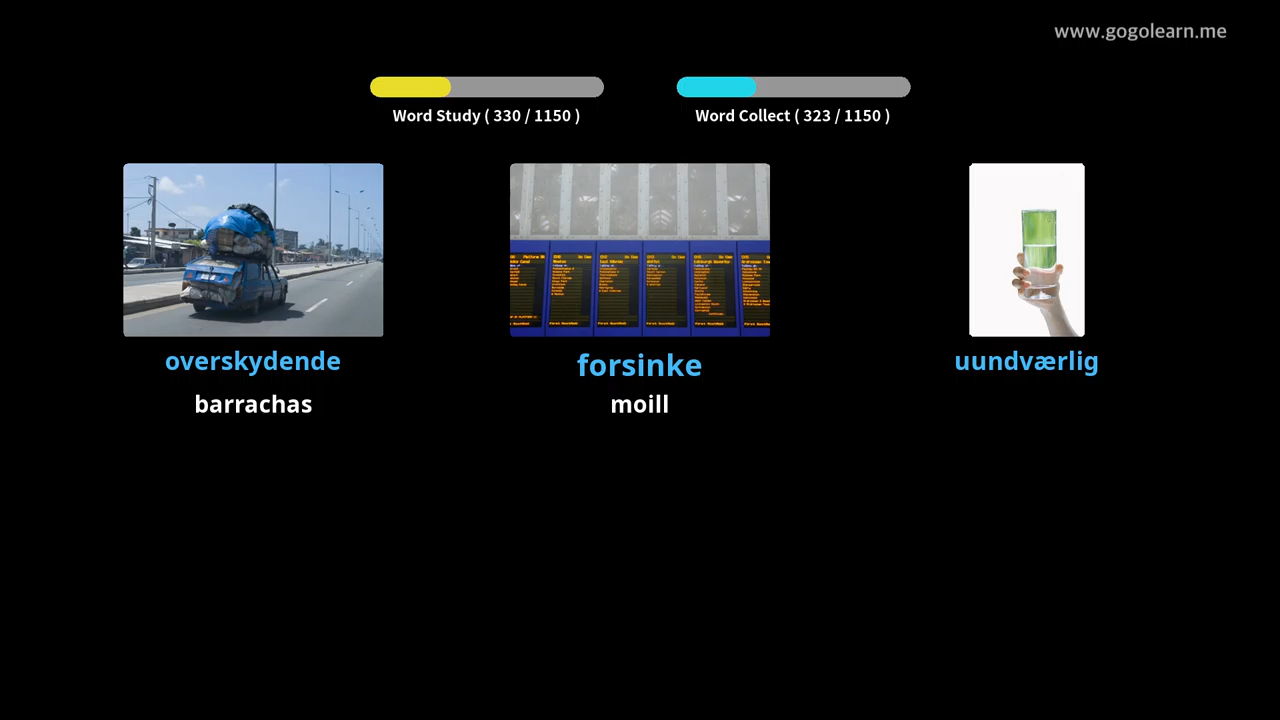 www.gogolearn.me
Word Study ( 330 / 1150 )
Word Collect ( 323 / 1150 )
overskydende
forsinke
uundværlig
barrachas
moill